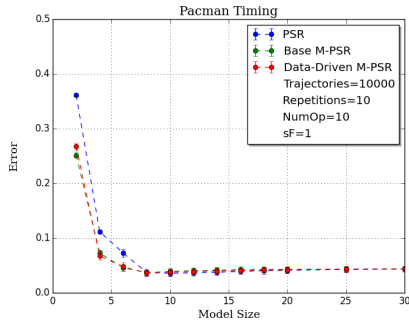 Pacman Timing
0.5
0.4
0.3
0.2
0.1
0.0
Error
PSR
Base M-PSR
Data-Driven M-PSR
Trajectories=10000
Repetitions=10
NumOp=10
sF=1
0 5 10 15 20 25 30
Model Size